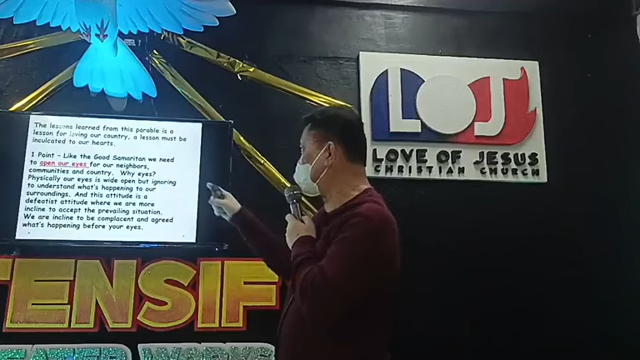 The lessons learned from this parable is a
lesson for loving our country, a lesson must be
inculcated to our hearts.
1 Point - Like the Good Samaritan we need
to open our eyes for our neighbors,
communities and country. Why eyes?
Physically our eyes is wide open but ignoring
to understand what's happening to our
surroundings. And this attitude is a
defeatist attitude where we are more
incline to accept the prevailing situation.
We are incline to be complacent and agreed
what's happening before your eyes.
LOJ
LOVE OF JESUS
CHRISTIAN CHURCH
TENSIF